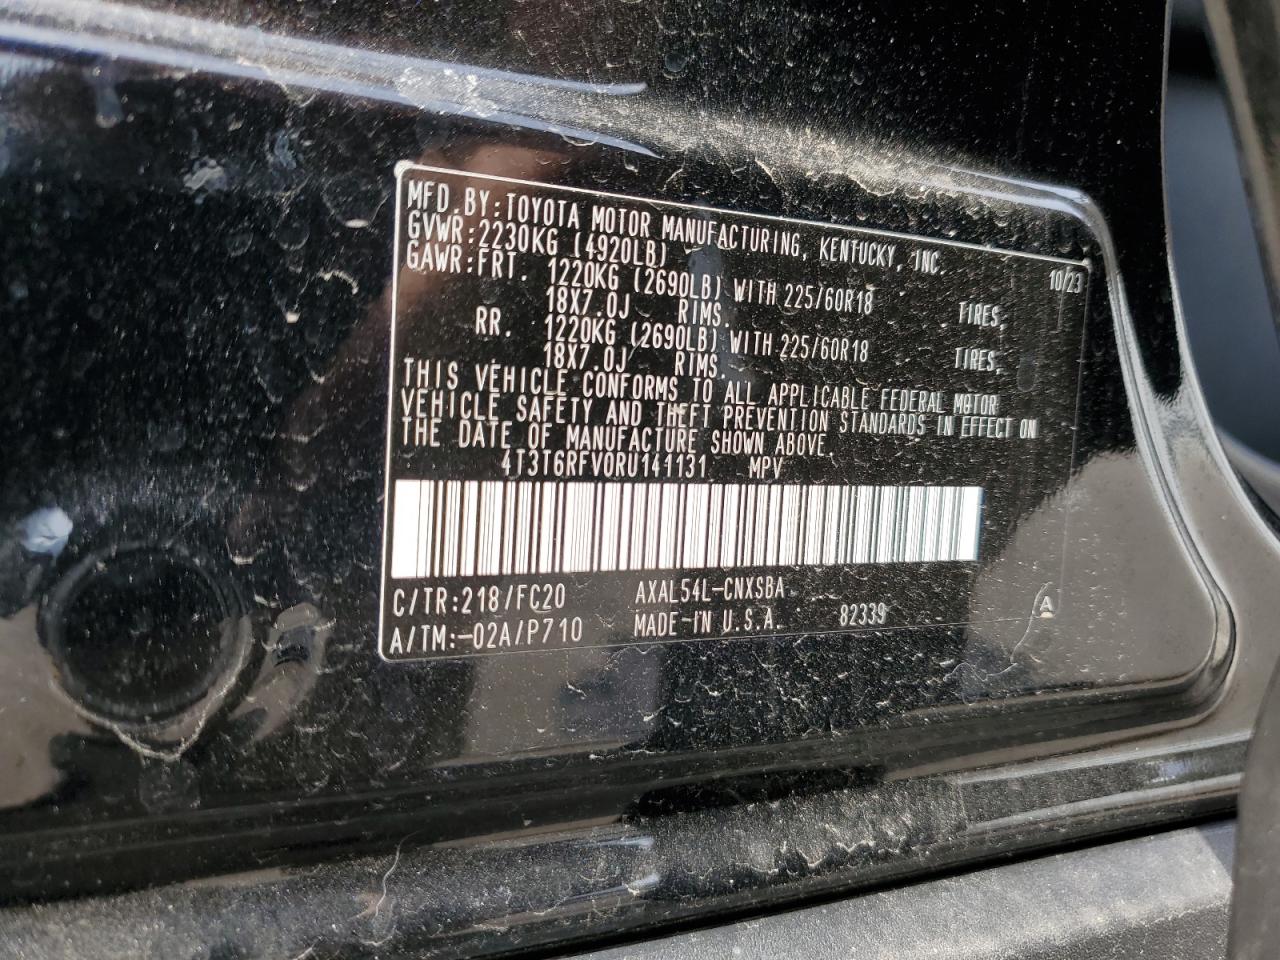 MFD.BY:TOYOTA MOTOR MANUFACTURING, KENTUCKY, INC.
GVWR:2230KG (4920LB) 10/23
GAWR:FRT. 1220KG (2690LB) WITH 225/60R18 TIRES,
18X7.0J RIMS.
RR. 1220KG (2690LB) WITH 225/60R18 TIRES,
18X7.0J RIMS.
THIS VEHICLE CONFORMS TO ALL APPLICABLE FEDERAL MOTOR
VEHICLE SAFETY AND THEFT PREVENTION STANDARDS IN EFFECT ON
THE DATE OF MANUFACTURE SHOWN ABOVE.
4T3T6RFV0RU141131 MPV
C/TR:218/FC20 AXAL54L-CNXSBA
A/TM:-02A/P710 MADE-IN U.S.A. 82339 A